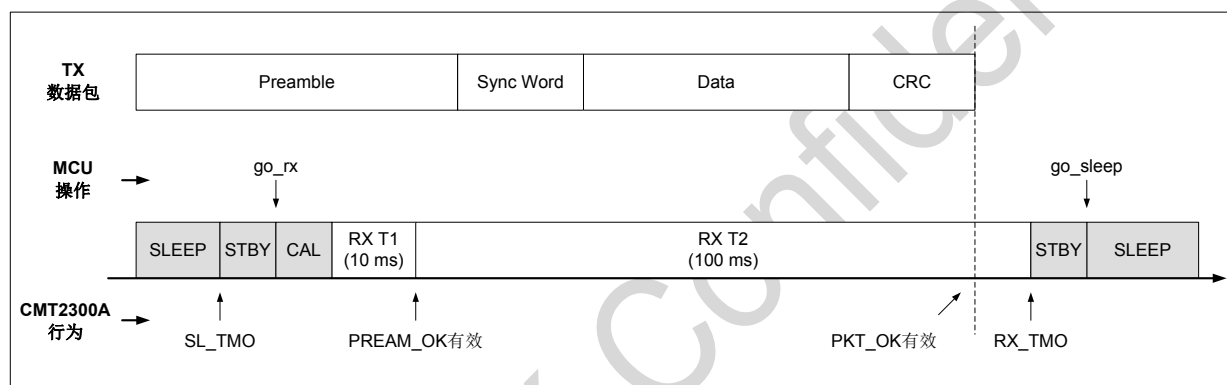 TX
数据包
Preamble
Sync Word
Data
CRC
MCU
操作
go_rx
go_sleep
SLEEP
STBY
CAL
RX T1
(10 ms)
RX T2
(100 ms)
STBY
SLEEP
CMT2300A
行为
SL_TMO
PREAM_OK有效
PKT_OK有效
RX_TMO
Confiden